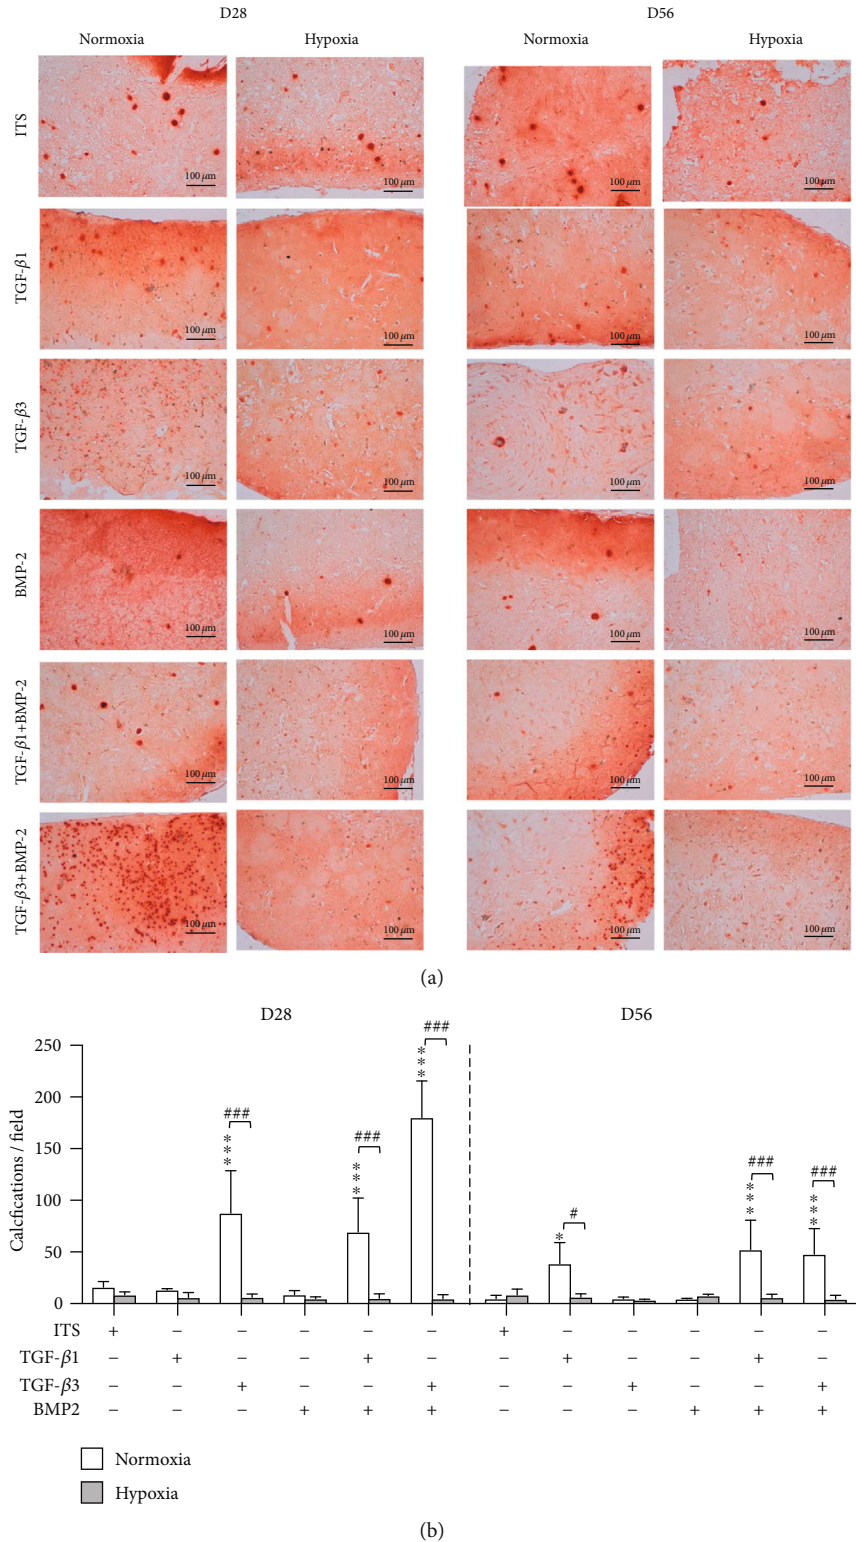 D28 D56
Normoxia Hypoxia Normoxia Hypoxia
ITS 100 μm 100 μm 100 μm 100 μm
TGF-β1 100 μm 100 μm 100 μm 100 μm
TGF-β3 100 μm 100 μm 100 μm 100 μm
BMP-2 100 μm 100 μm 100 μm 100 μm
TGF-β1+BMP-2 100 μm 100 μm 100 μm 100 μm
TGF-β3+BMP-2 100 μm 100 μm 100 μm 100 μm
(a)
D28 D56
Calcfications / field
250
200
150
100
50
0
*** ###
*** ###
*** ###
* #
*** ###
*** ###
ITS + − − − − − + − − − − −
TGF-β1 − + − − + − − + − − + −
TGF-β3 − − + − − + − − + − − +
BMP2 − − − + + + − − − + + +
Normoxia
Hypoxia
(b)